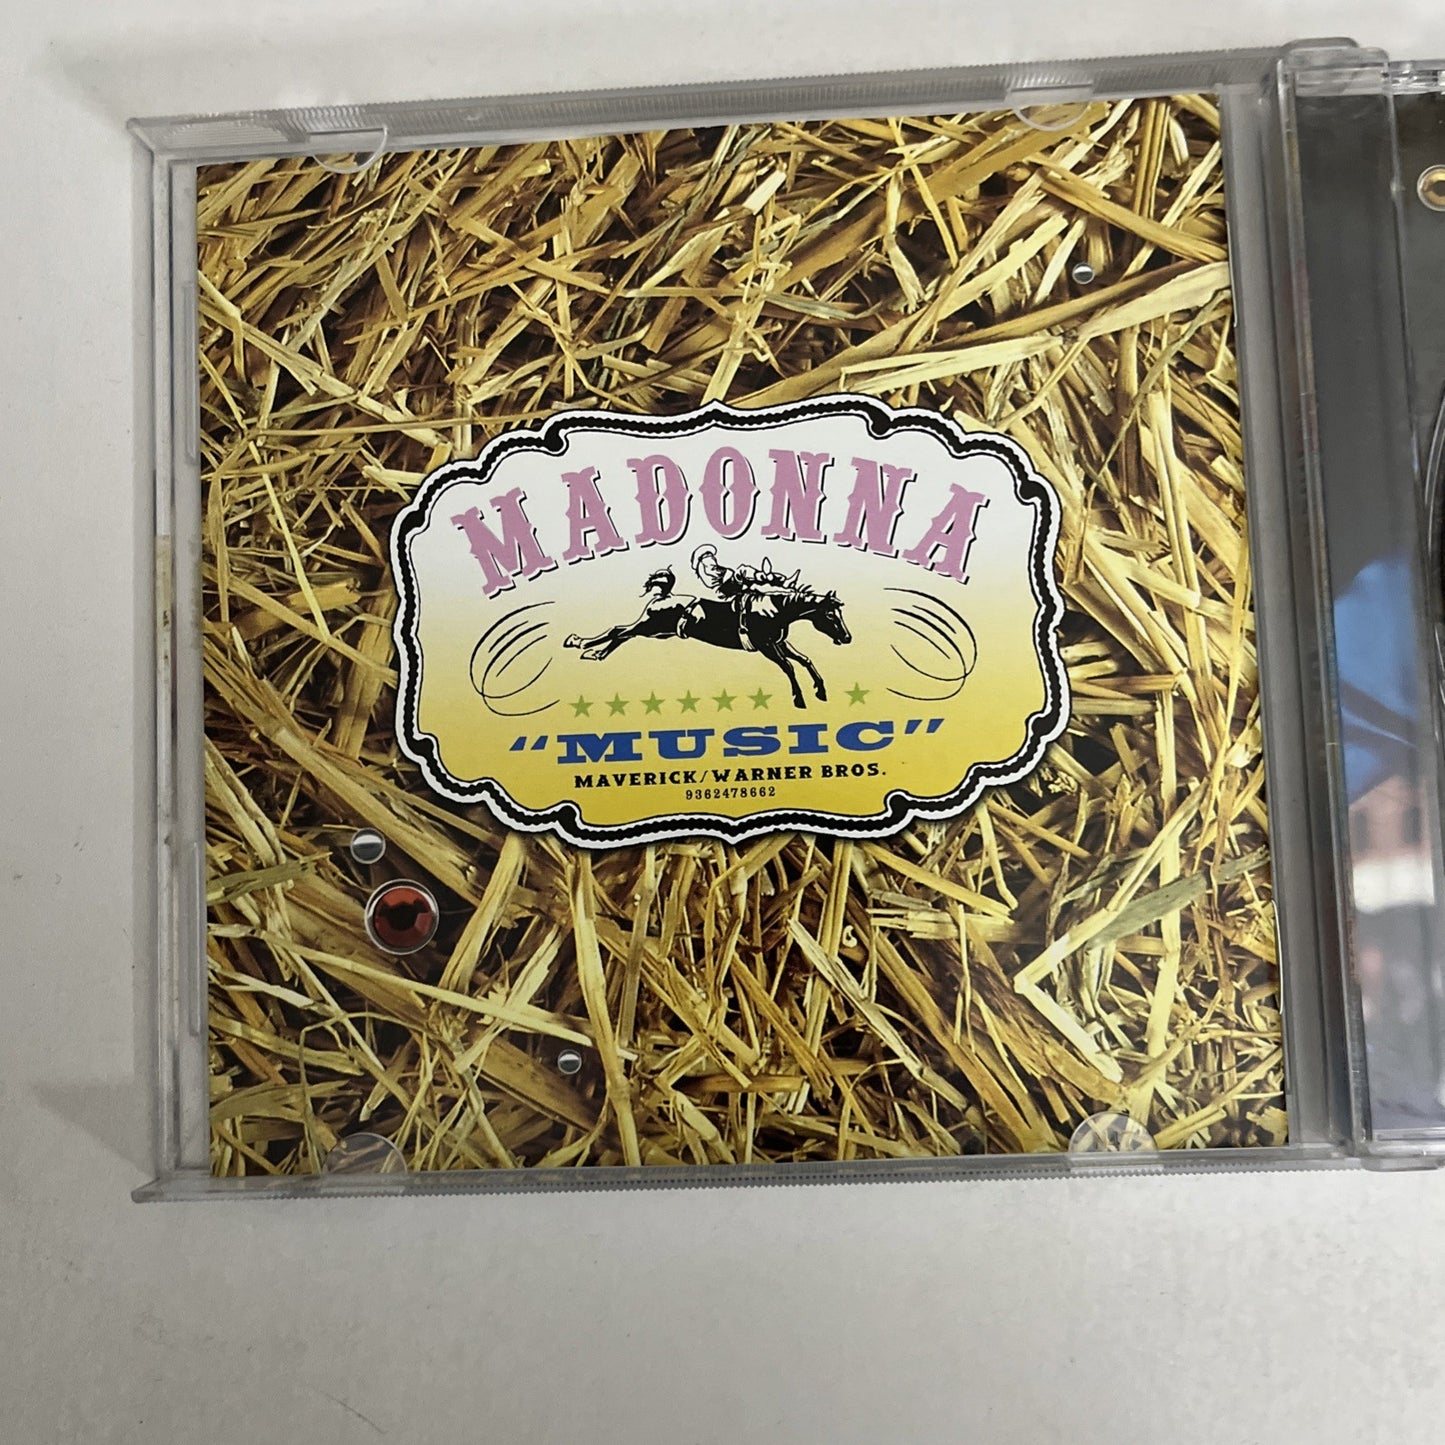 MADONNA
"MUSIC"
MAVERICK/WARNER BROS.
9362478662